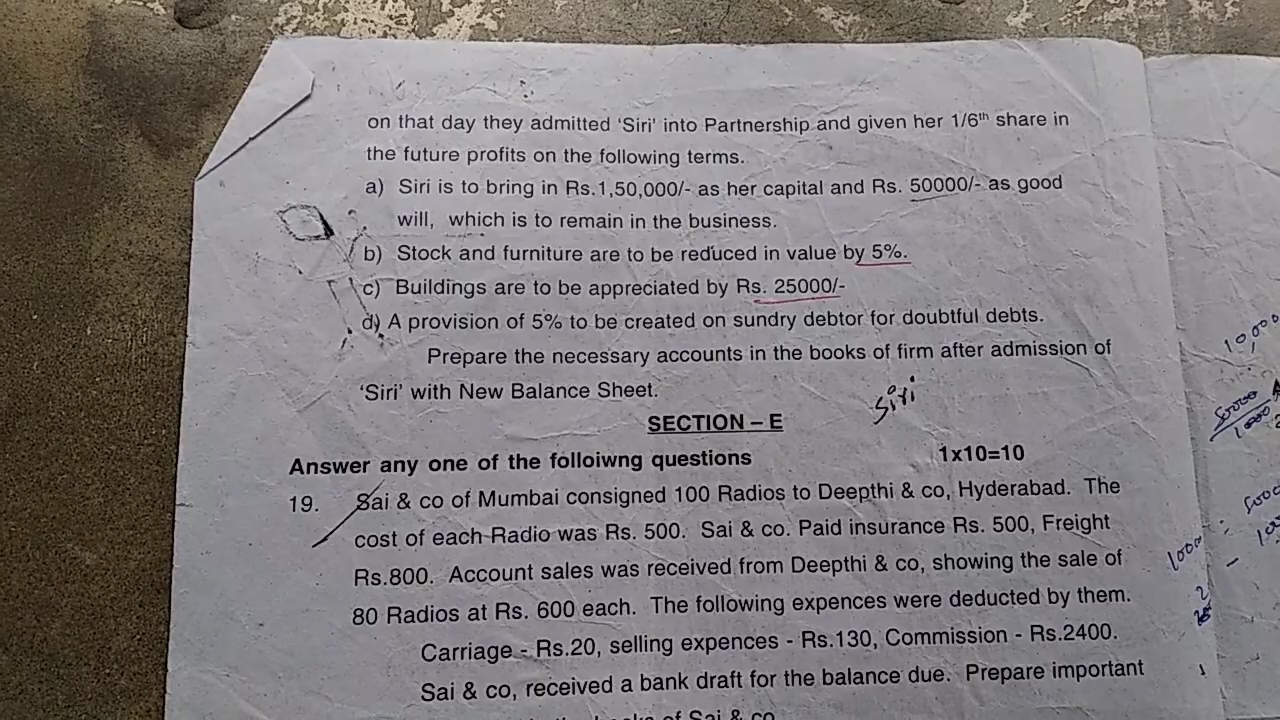 on that day they admitted 'Siri' into Partnership and given her 1/6th share in
the future profits on the following terms.
a) Siri is to bring in Rs.1,50,000/- as her capital and Rs. 50000/- as good
will, which is to remain in the business.
b) Stock and furniture are to be reduced in value by 5%.
c) Buildings are to be appreciated by Rs. 25000/-
d) A provision of 5% to be created on sundry debtor for doubtful debts.
Prepare the necessary accounts in the books of firm after admission of
'Siri' with New Balance Sheet.
Siri
SECTION – E
Answer any one of the folloiwng questions 1x10=10
19. Sai & co of Mumbai consigned 100 Radios to Deepthi & co, Hyderabad. The
cost of each Radio was Rs. 500. Sai & co. Paid insurance Rs. 500, Freight
Rs.800. Account sales was received from Deepthi & co, showing the sale of
80 Radios at Rs. 600 each. The following expences were deducted by them.
Carriage - Rs.20, selling expences - Rs.130, Commission - Rs.2400.
Sai & co, received a bank draft for the balance due. Prepare important
of Sai & co
10,000